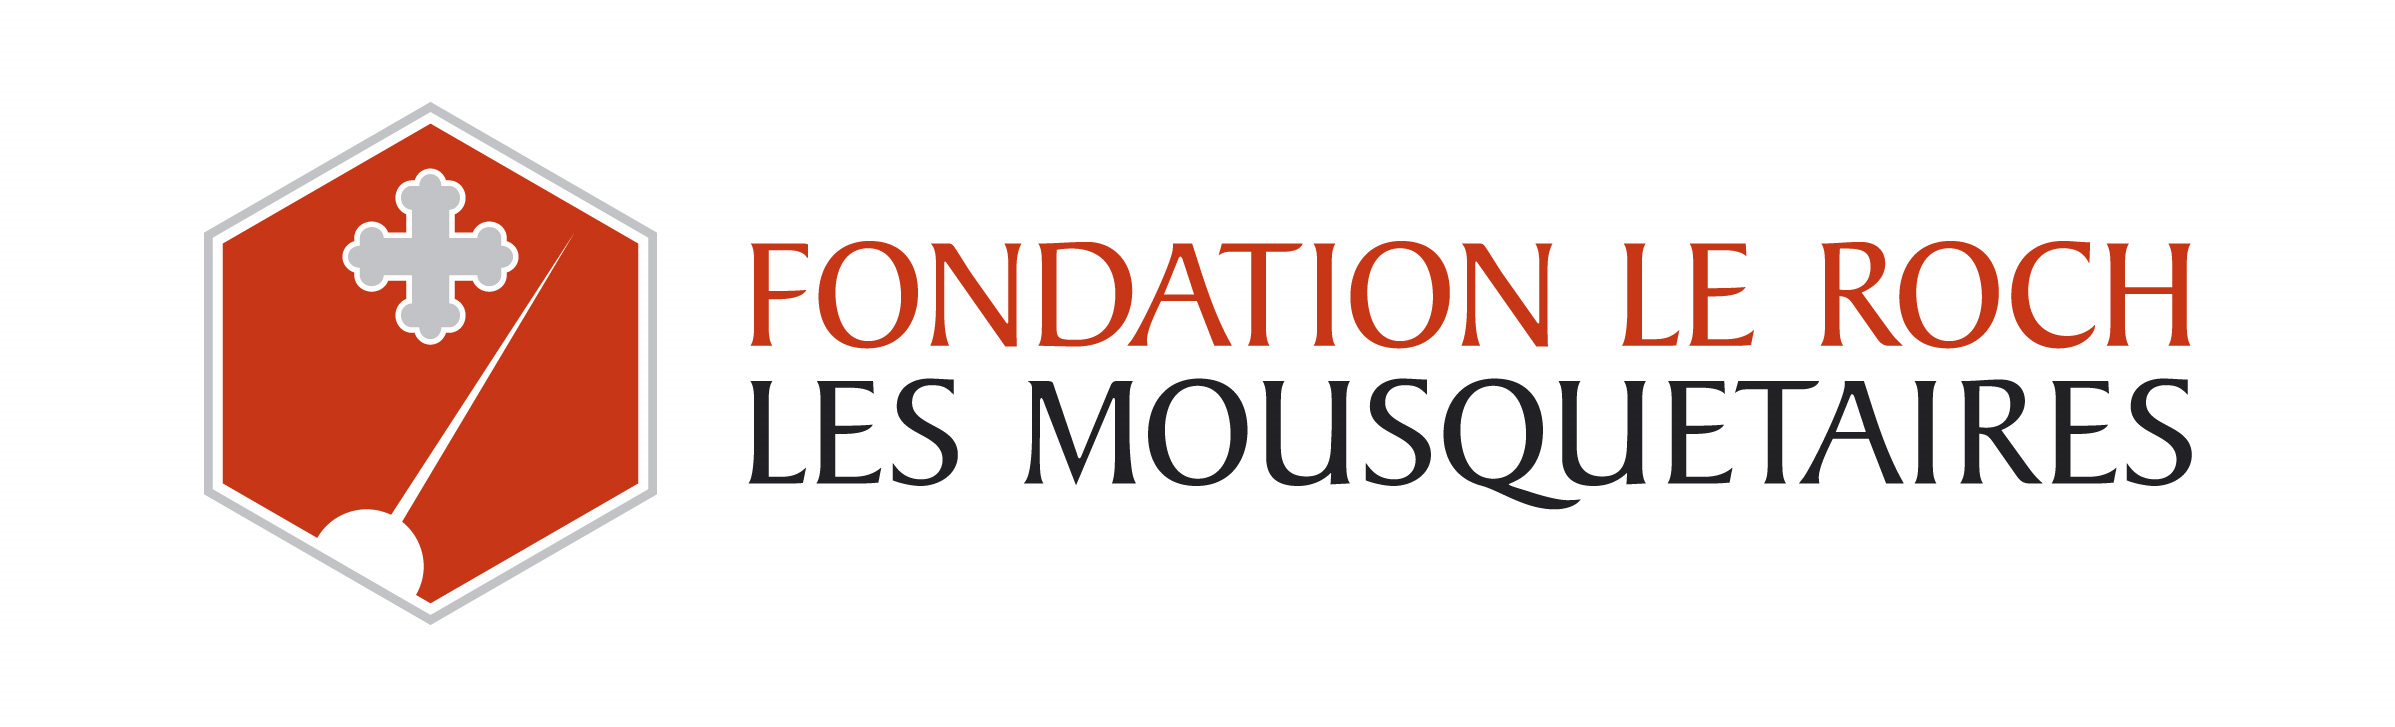 FONDATION LE ROCH
LES MOUSQUETAIRES